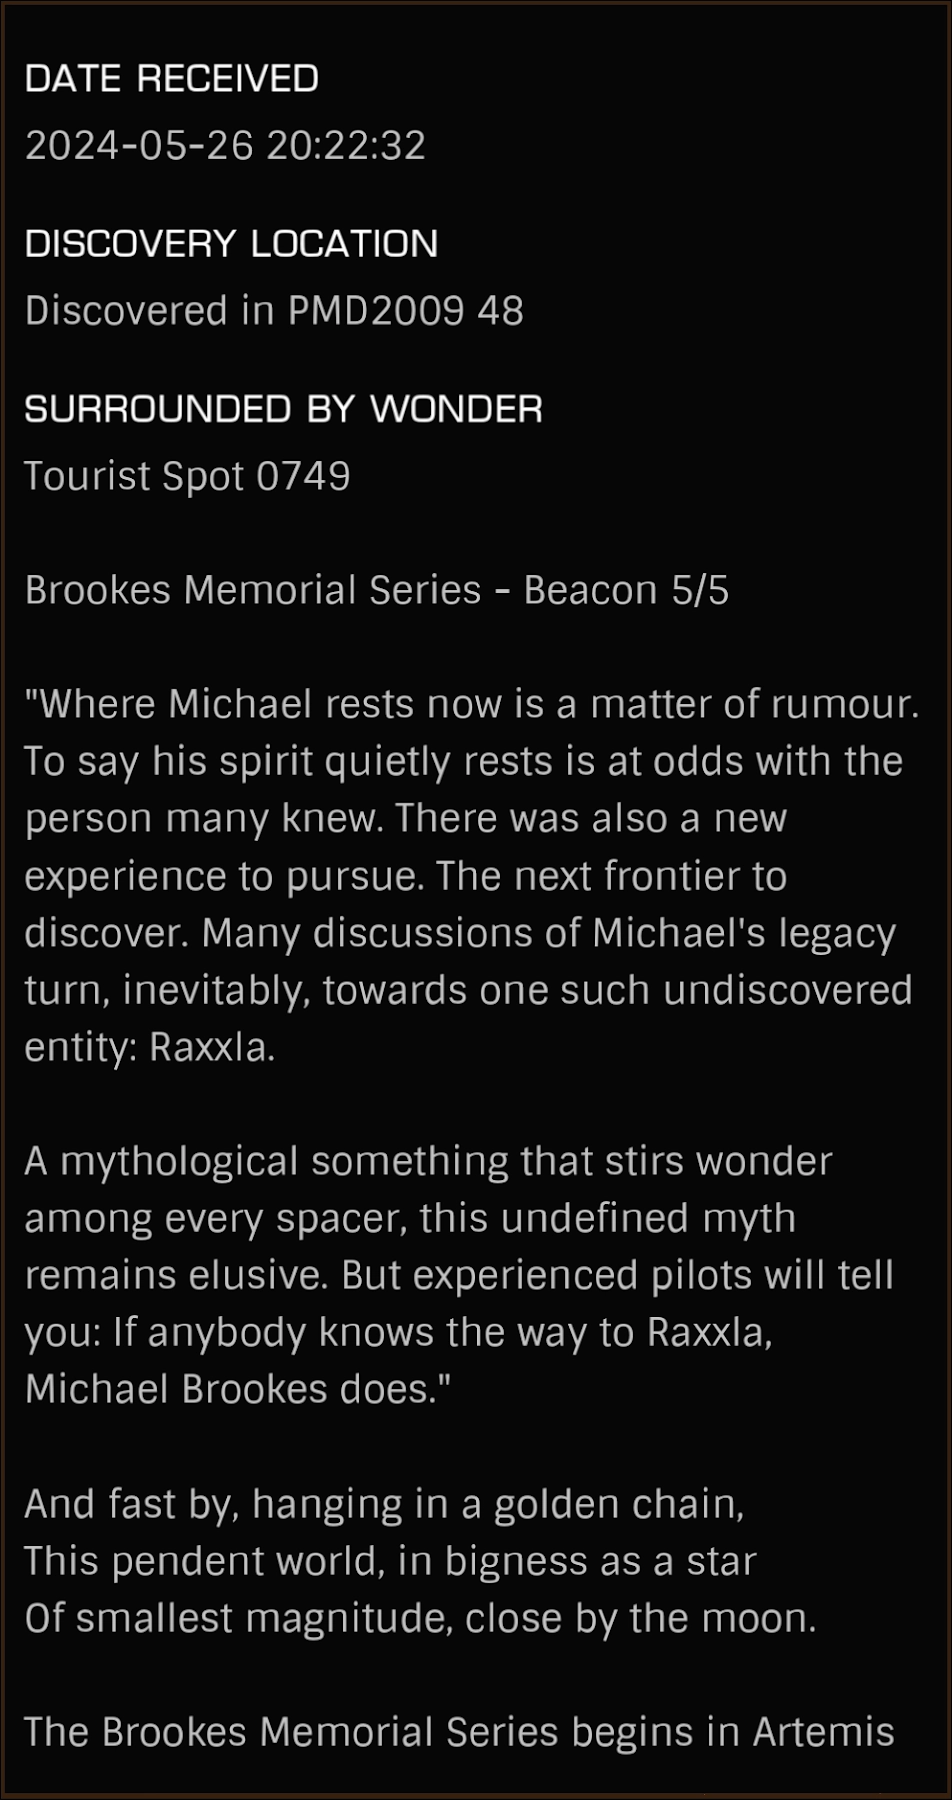 DATE RECEIVED
2024-05-26 20:22:32
DISCOVERY LOCATION
Discovered in PMD2009 48
SURROUNDED BY WONDER
Tourist Spot 0749
Brookes Memorial Series - Beacon 5/5
"Where Michael rests now is a matter of rumour.
To say his spirit quietly rests is at odds with the
person many knew. There was also a new
experience to pursue. The next frontier to
discover. Many discussions of Michael's legacy
turn, inevitably, towards one such undiscovered
entity: Raxxla.
A mythological something that stirs wonder
among every spacer, this undefined myth
remains elusive. But experienced pilots will tell
you: If anybody knows the way to Raxxla,
Michael Brookes does."
And fast by, hanging in a golden chain,
This pendent world, in bigness as a star
Of smallest magnitude, close by the moon.
The Brookes Memorial Series begins in Artemis